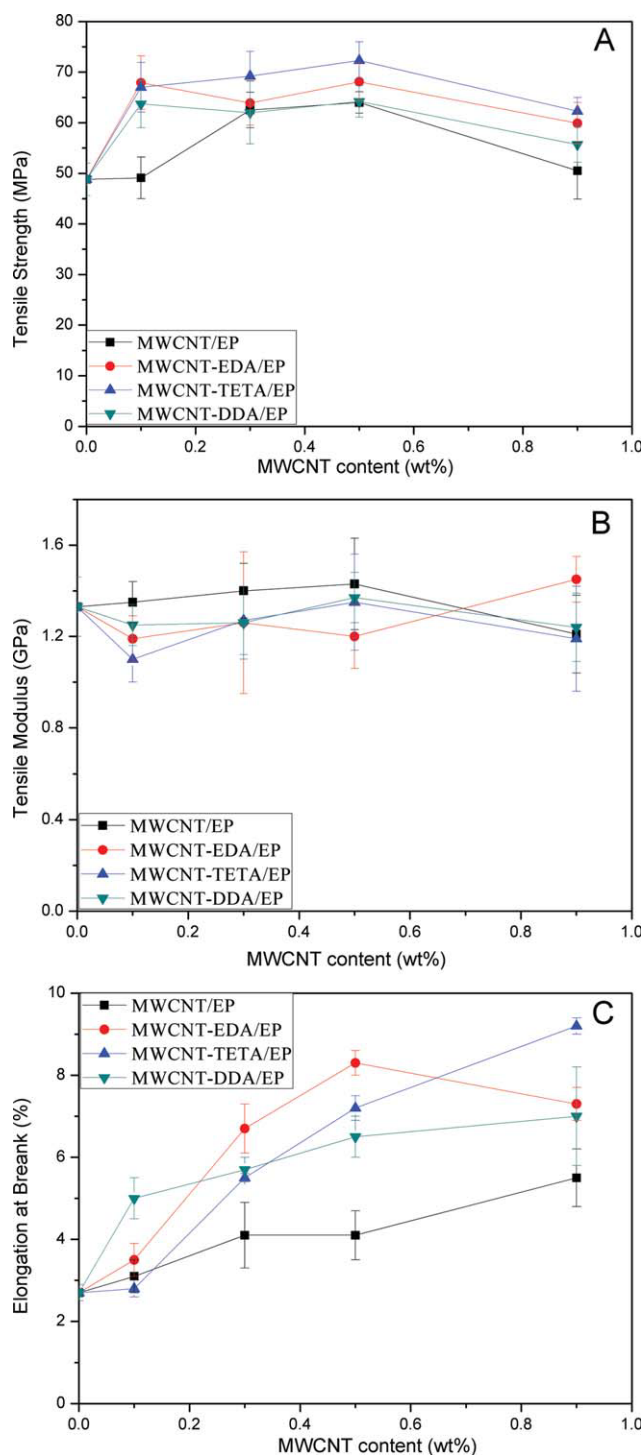 A
80
70
60
50
40
30
20
10
0
Tensile Strength (MPa)
MWCNT/EP
MWCNT-EDA/EP
MWCNT-TETA/EP
MWCNT-DDA/EP
0.0 0.2 0.4 0.6 0.8 1.0
MWCNT content (wt%)
B
1.6
1.2
0.8
0.4
0.0
Tensile Modulus (GPa)
MWCNT/EP
MWCNT-EDA/EP
MWCNT-TETA/EP
MWCNT-DDA/EP
0.0 0.2 0.4 0.6 0.8 1.0
MWCNT content (wt%)
C
MWCNT/EP
MWCNT-EDA/EP
MWCNT-TETA/EP
MWCNT-DDA/EP
10
8
6
4
2
0
Elongation at Breank (%)
0.0 0.2 0.4 0.6 0.8 1.0
MWCNT content (wt%)